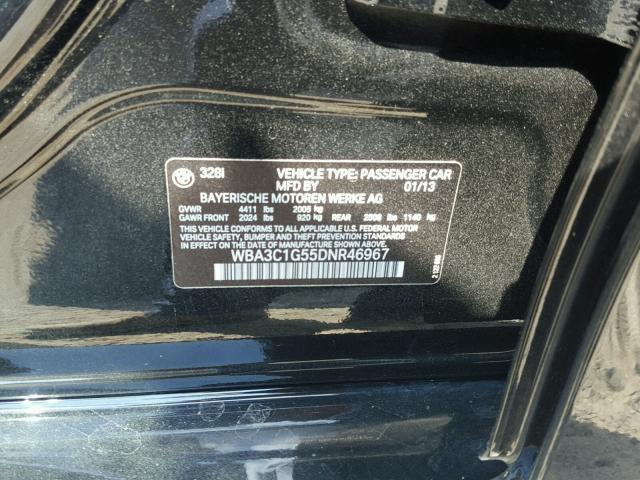 328I VEHICLE TYPE: PASSENGER CAR
MFD BY 01/13
BAYERISCHE MOTOREN WERKE AG
GVWR 4411 lbs 2005 kg
GAWR FRONT 2024 lbs 920 kg REAR 2509 lbs 1140 kg
THIS VEHICLE CONFORMS TO ALL APPLICABLE U.S. FEDERAL MOTOR
VEHICLE SAFETY, BUMPER, AND THEFT PREVENTION STANDARDS IN
EFFECT ON THE DATE OF MANUFACTURE SHOWN ABOVE.
WBA3C1G55DNR46967